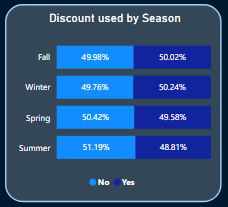 Discount used by Season
Fall 49.98% 50.02%
Winter 49.76% 50.24%
Spring 50.42% 49.58%
Summer 51.19% 48.81%
No Yes